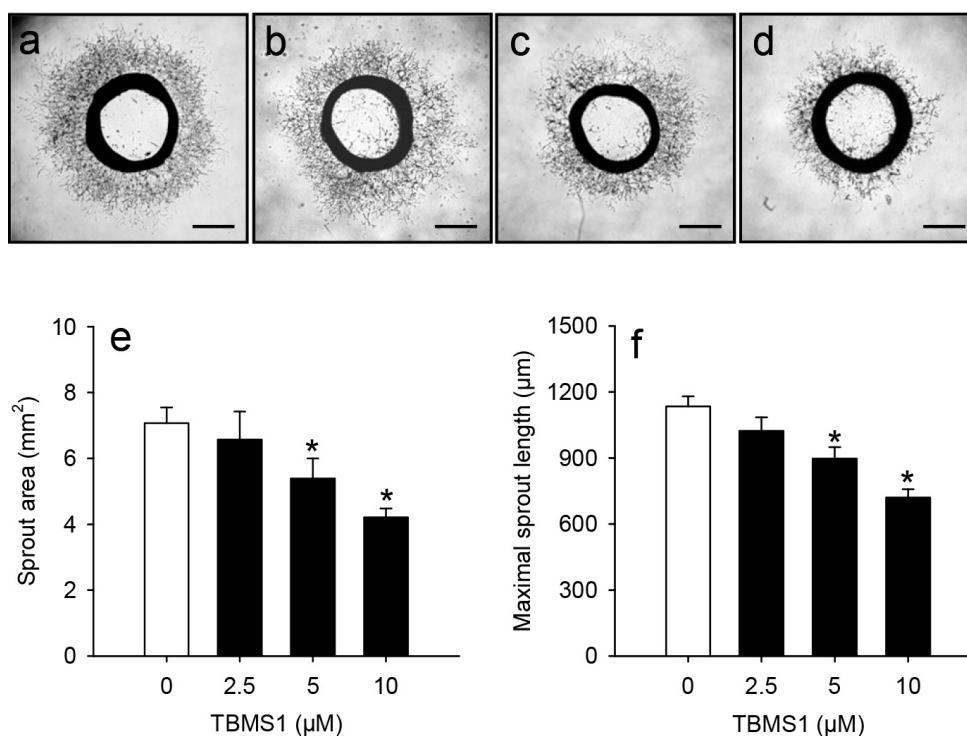 a b c d
e
10
8
6
4
2
0
Sprout area (mm²)
* *
0 2.5 5 10
TBMS1 (µM)
f
1500
1200
900
600
300
0
Maximal sprout length (µm)
* *
0 2.5 5 10
TBMS1 (µM)